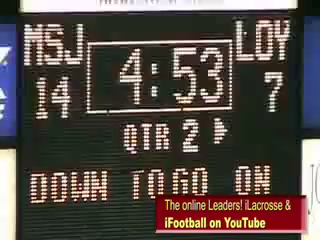 MSJ 4:53 LOY
14 7
QTR 2
DOWN TO GO ON
The online Leaders! iLacrosse &
iFootball on YouTube